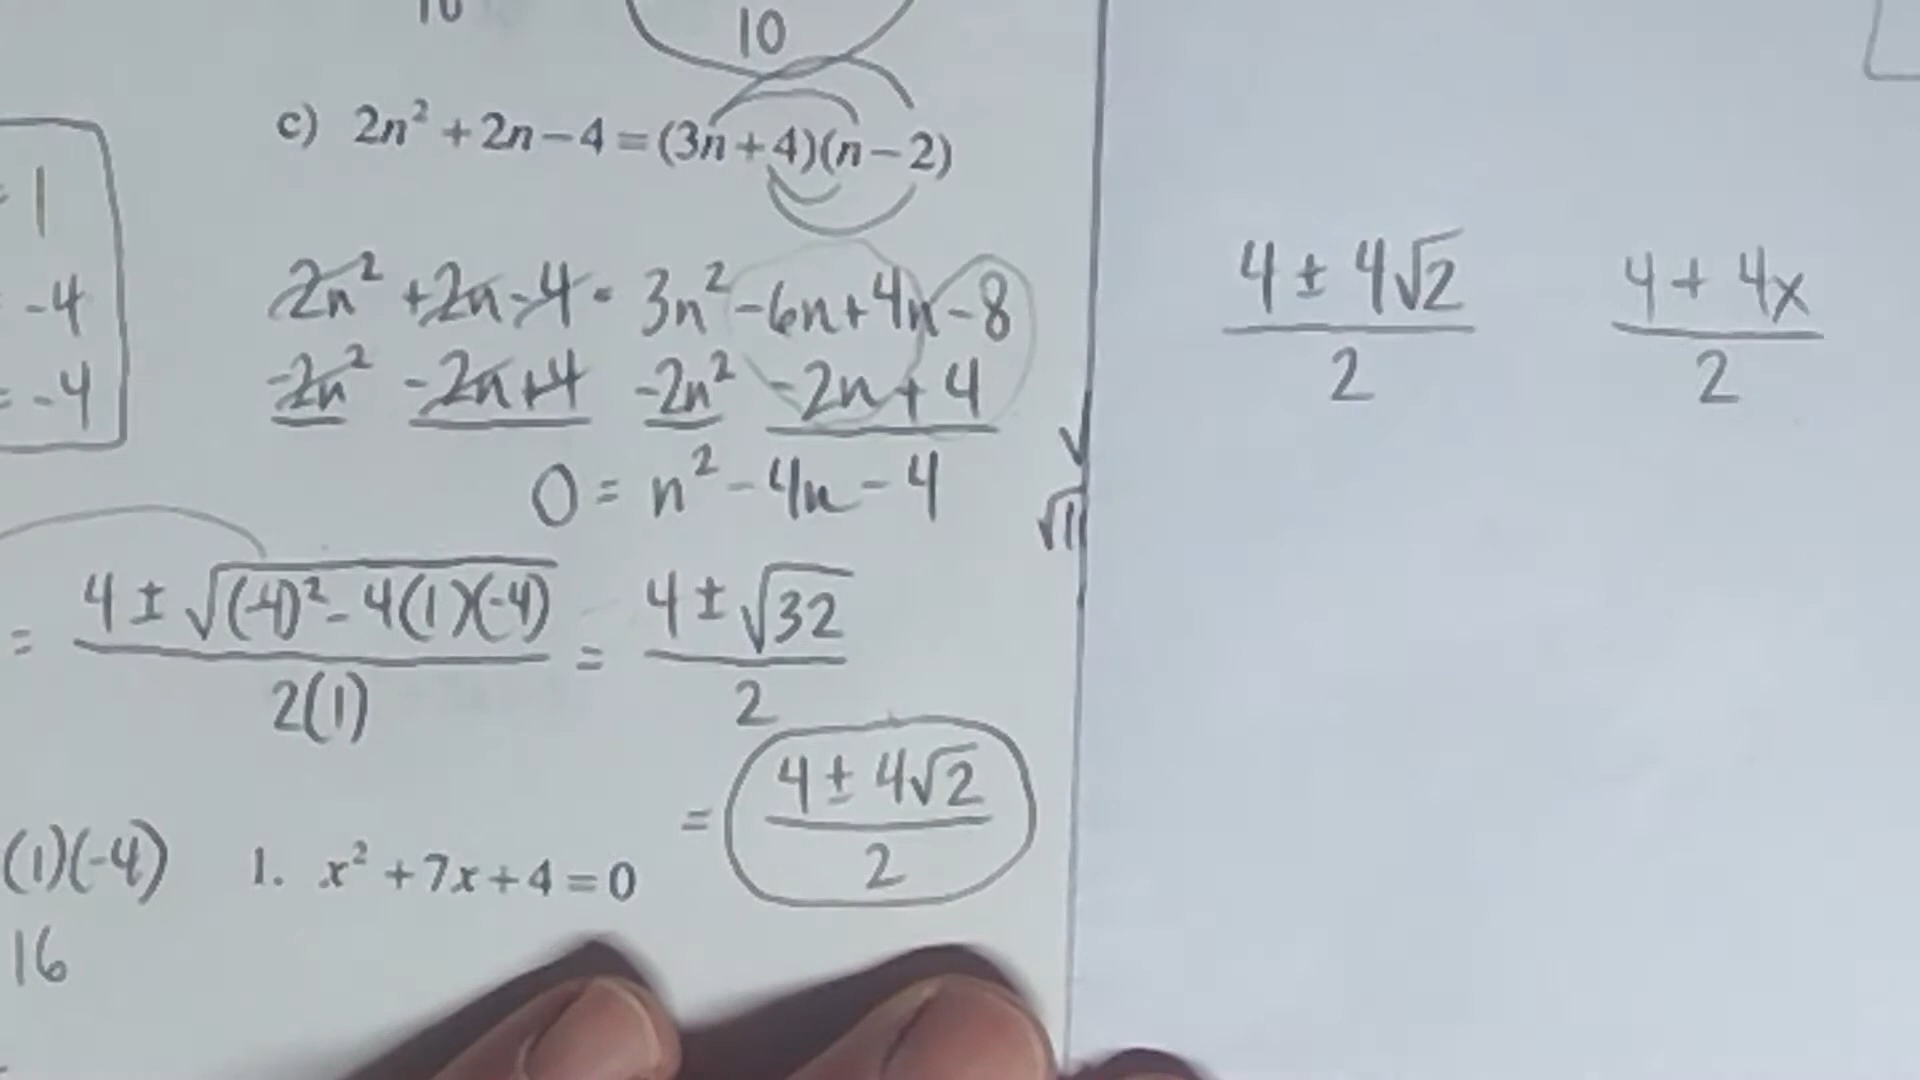 10
10
c) 2n² + 2n − 4 = (3n + 4)(n − 2)
= 1
= -4
= -4
2n² + 2n - 4 = 3n² - 6n + 4n - 8
-2n² - 2n + 4 -2n² - 2n + 4
0 = n² - 4n - 4
= (4 ± √((-4)² - 4(1)(-4))) / 2(1) = (4 ± √32) / 2
= (4 ± 4√2) / 2
(1)(-4)
16
1. x² + 7x + 4 = 0
(4 ± 4√2) / 2
(4 + 4x) / 2